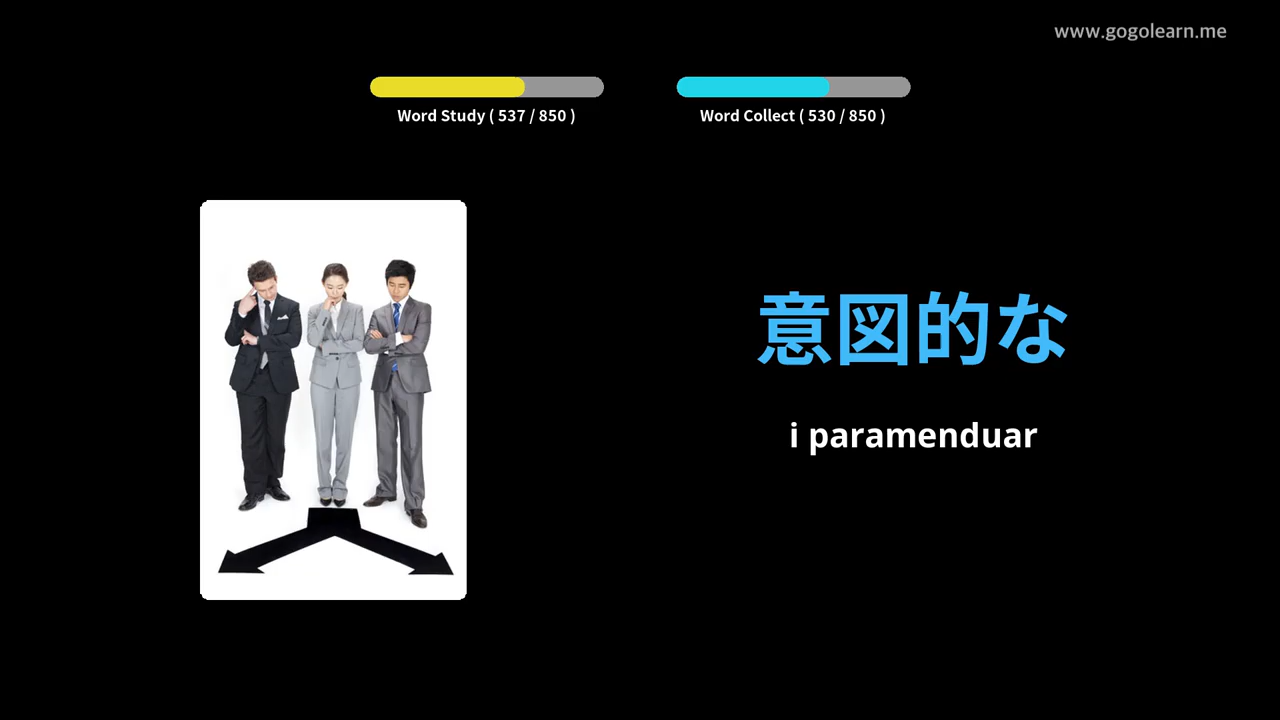 www.gogolearn.me
Word Study ( 537 / 850 )
Word Collect ( 530 / 850 )
意図的な
i paramenduar